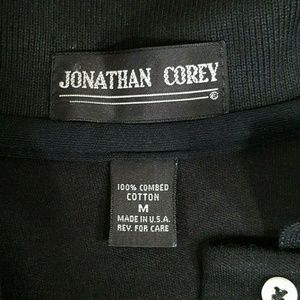 JONATHAN COREY
©
100% COMBED
COTTON
M
MADE IN U.S.A.
REV. FOR CARE